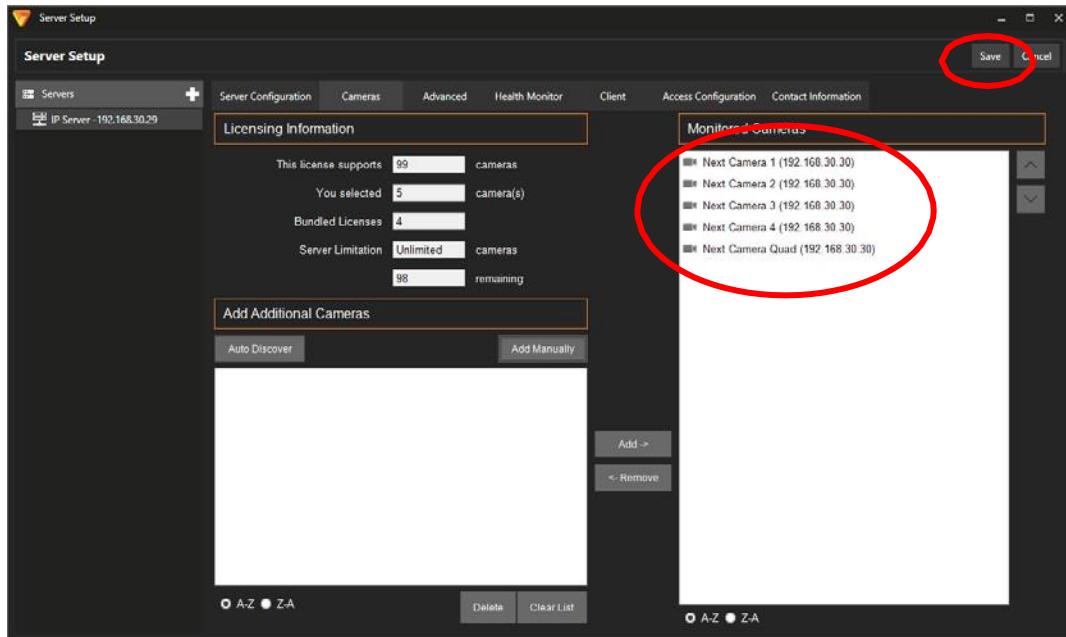 Server Setup
Server Setup
Save Cancel
Servers
IP Server -192.168.30.29
Server Configuration Cameras Advanced Health Monitor Client Access Configuration Contact Information
Licensing Information
This license supports 99 cameras
You selected 5 camera(s)
Bundled Licenses 4
Server Limitation Unlimited cameras
98 remaining
Add Additional Cameras
Auto Discover Add Manually
A-Z Z-A
Delete Clear List
Add ->
<- Remove
Monitored Cameras
Next Camera 1 (192.168.30.30)
Next Camera 2 (192.168.30.30)
Next Camera 3 (192.168.30.30)
Next Camera 4 (192.168.30.30)
Next Camera Quad (192.168.30.30)
A-Z Z-A